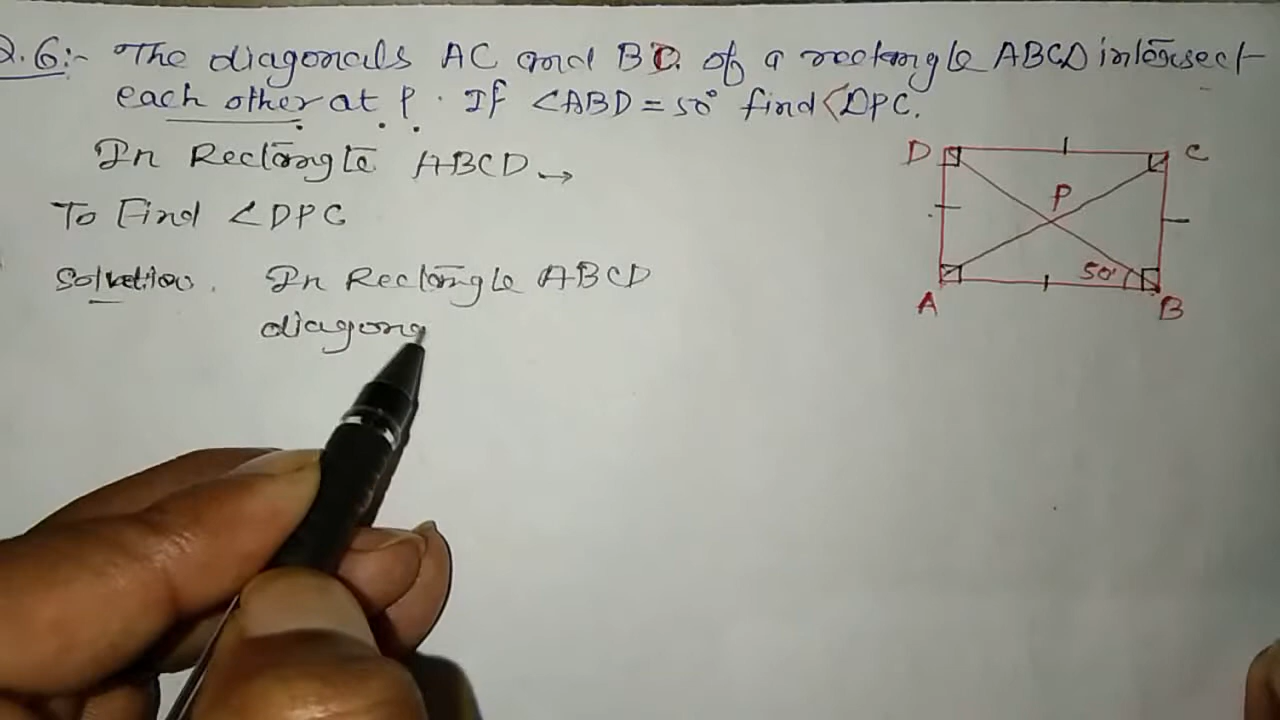 Q.6:- The diagonals AC and BD. of a rectangle ABCD intersect
each other at P. If ∠ABD = 50° find ∠DPC.
In Rectangle ABCD →
To Find ∠DPC
Solution. In Rectangle ABCD
diagona
D C
P
50°
A B